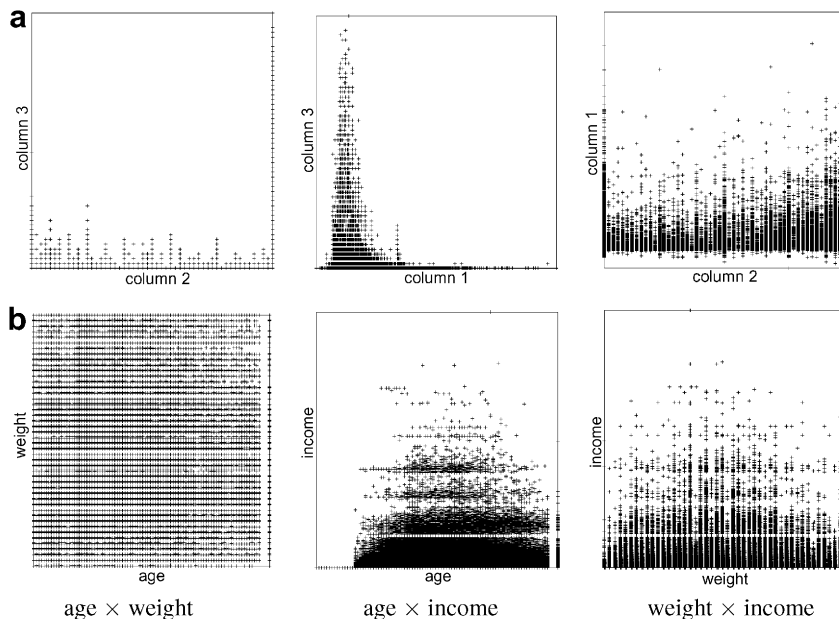 a
column 3
column 2
column 3
column 1
column 1
column 2
b
weight
age
income
age
income
weight
age × weight
age × income
weight × income